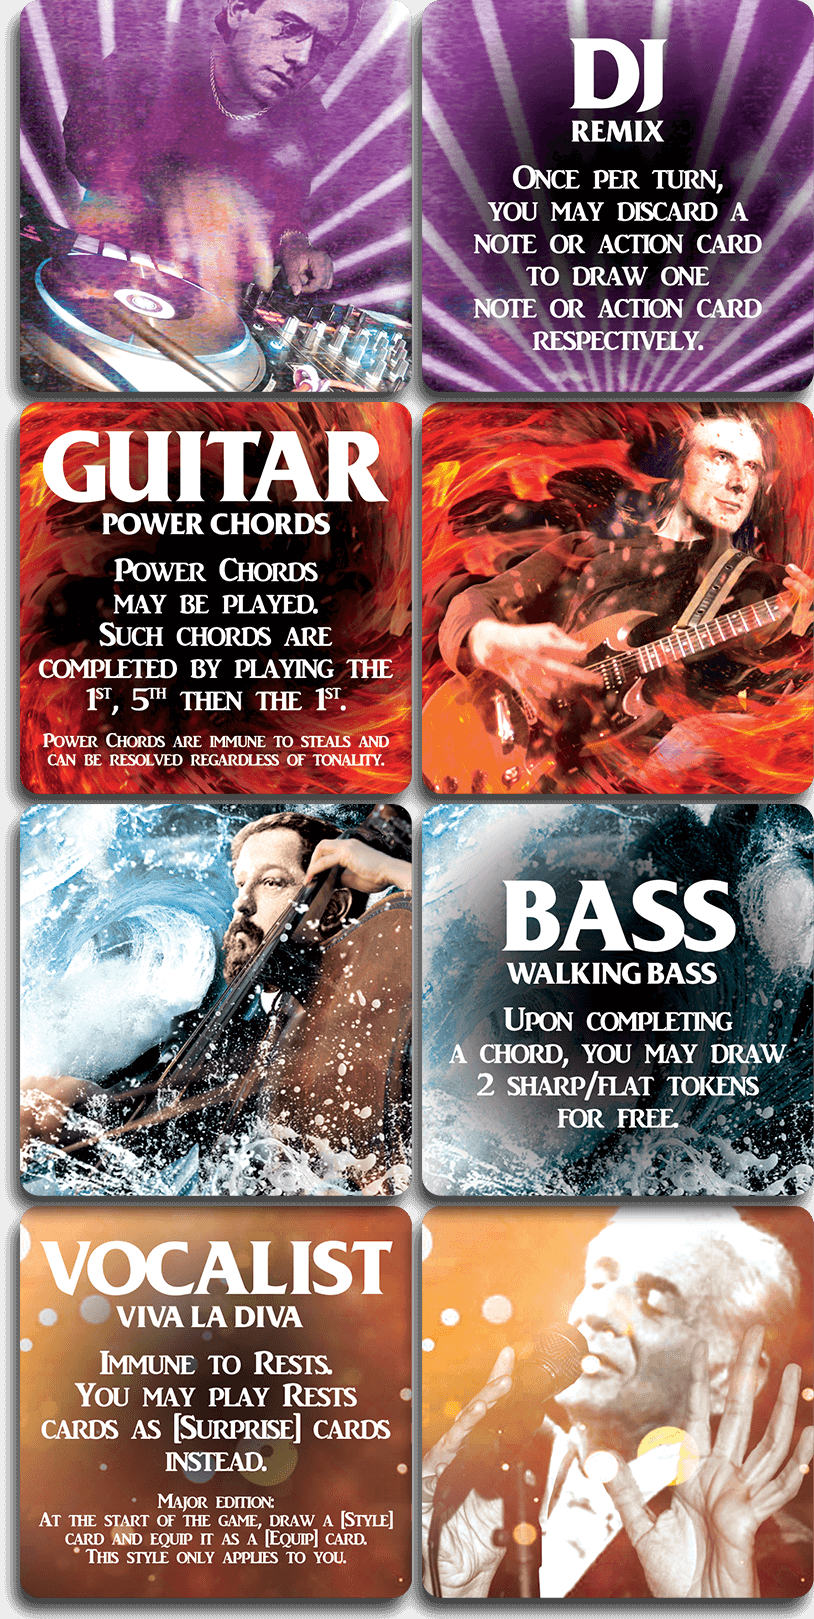 DJ
REMIX
Once per turn,
you may discard a
note or action card
to draw one
note or action card
respectively.
GUITAR
POWER CHORDS
Power Chords
may be played.
Such chords are
completed by playing the
1st, 5th then the 1st.
Power Chords are immune to steals and
can be resolved regardless of tonality.
BASS
WALKING BASS
Upon completing
a chord, you may draw
2 sharp/flat tokens
for free.
VOCALIST
VIVA LA DIVA
Immune to Rests.
You may play Rests
cards as [Surprise] cards
instead.
Major edition:
At the start of the game, draw a [Style]
card and equip it as a [Equip] card.
This style only applies to you.